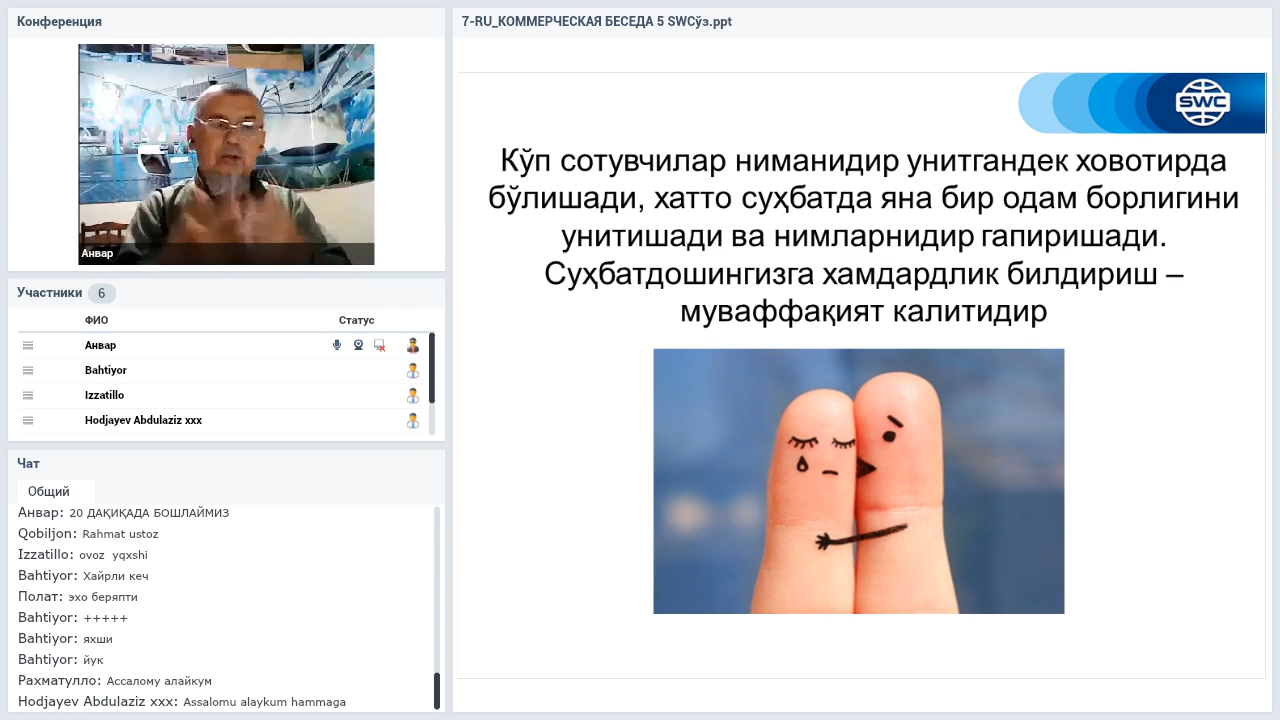 Конференция
Анвар
Участники 6
ФИО Статус
Анвар
Bahtiyor
Izzatillo
Hodjayev Abdulaziz xxx
Чат
Общий
Анвар: 20 ДАҚИҚАДА БОШЛАЙМИЗ
Qobiljon: Rahmat ustoz
Izzatillo: ovoz yqxshi
Bahtiyor: Хайрли кеч
Полат: эхо беряпти
Bahtiyor: +++++
Bahtiyor: яхши
Bahtiyor: йук
Рахматулло: Ассалому алайкум
Hodjayev Abdulaziz xxx: Assalomu alaykum hammaga
7-RU_КОММЕРЧЕСКАЯ БЕСЕДА 5 SWCўз.ppt
SWC
Кўп сотувчилар ниманидир унитгандек ховотирда
бўлишади, хатто суҳбатда яна бир одам борлигини
унитишади ва нимларнидир гапиришади.
Суҳбатдошингизга хамдардлик билдириш –
муваффақият калитидир